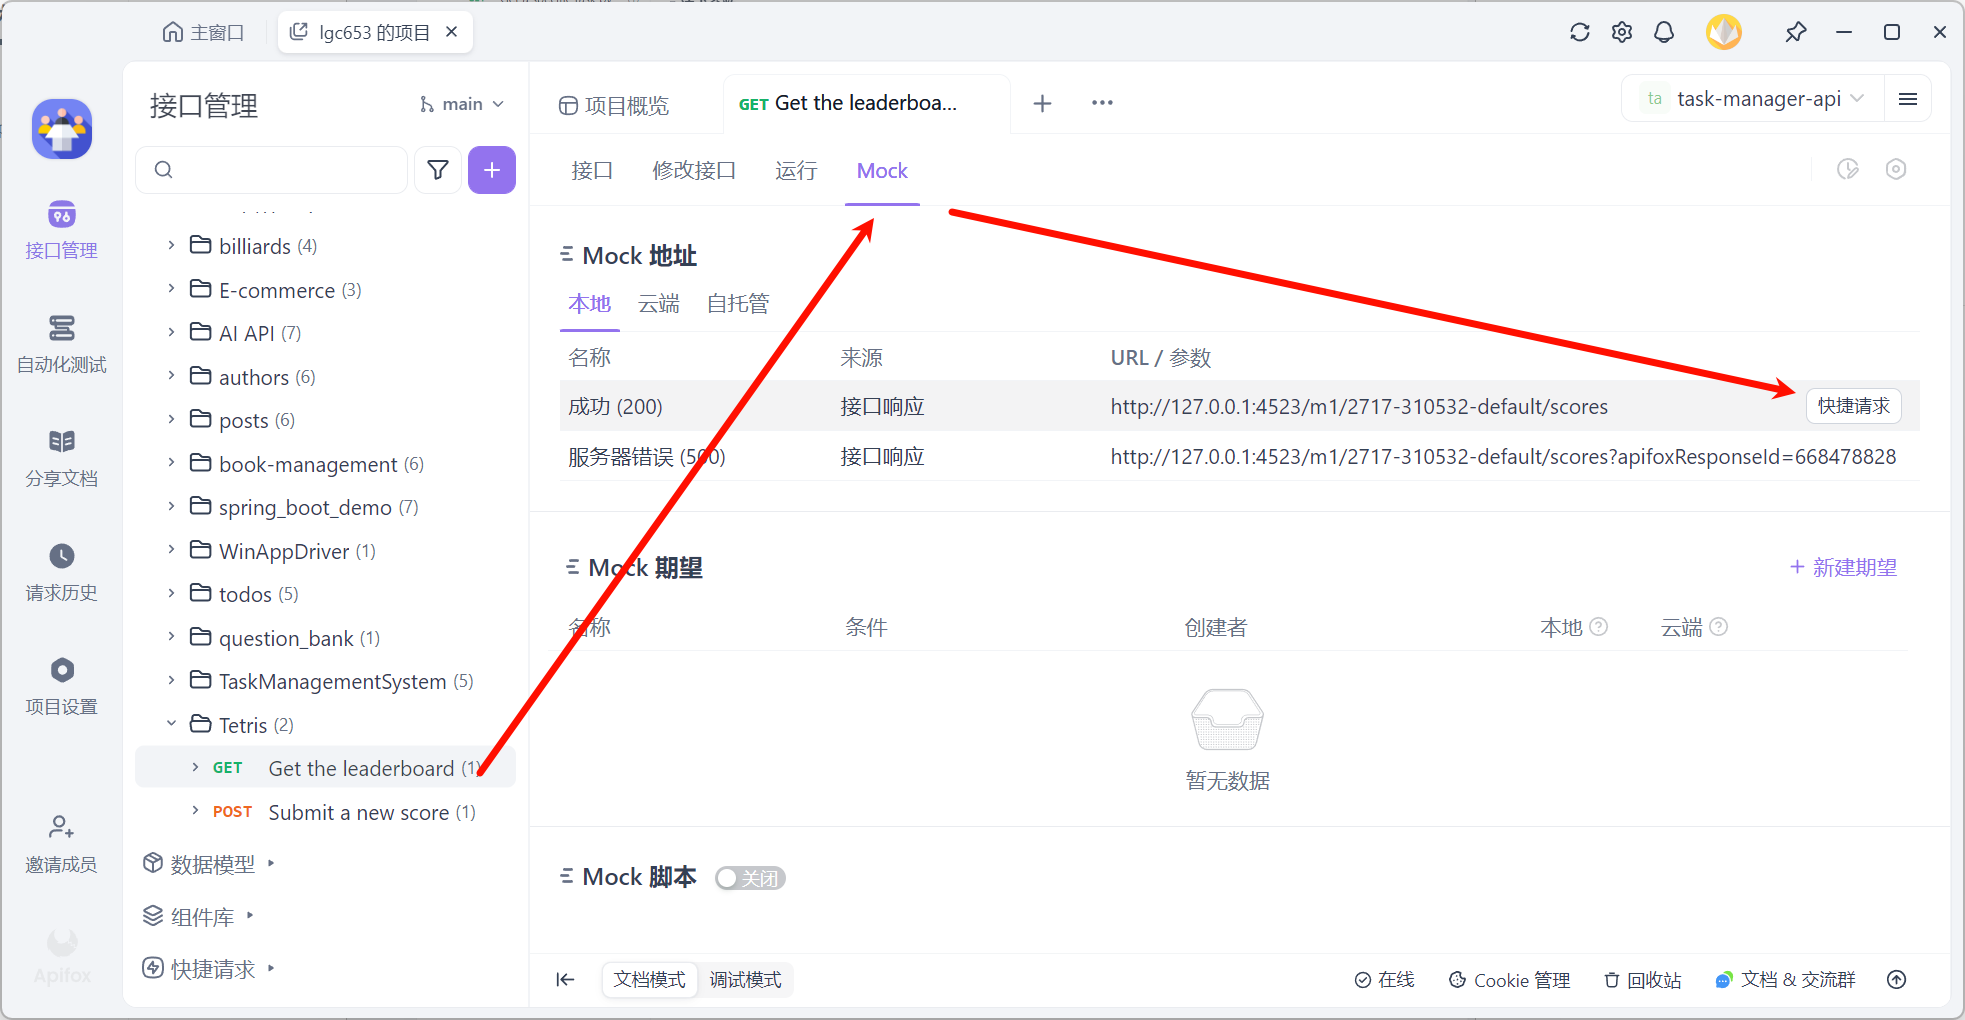 主窗口
lgc653 的项目
接口管理
main
项目概览
GET Get the leaderboa...
task-manager-api
ta
接口
修改接口
运行
Mock
接口管理
自动化测试
分享文档
请求历史
项目设置
邀请成员
Apifox
billiards (4)
E-commerce (3)
AI API (7)
authors (6)
posts (6)
book-management (6)
spring_boot_demo (7)
WinAppDriver (1)
todos (5)
question_bank (1)
TaskManagementSystem (5)
Tetris (2)
GET Get the leaderboard (1)
POST Submit a new score (1)
数据模型
组件库
快捷请求
Mock 地址
本地 云端 自托管
名称 来源 URL / 参数
成功 (200) 接口响应 http://127.0.0.1:4523/m1/2717-310532-default/scores 快捷请求
服务器错误 (500) 接口响应 http://127.0.0.1:4523/m1/2717-310532-default/scores?apifoxResponseId=668478828
Mock 期望
+ 新建期望
名称 条件 创建者 本地 云端
暂无数据
Mock 脚本 关闭
文档模式 调试模式
在线 Cookie 管理 回收站 文档 & 交流群